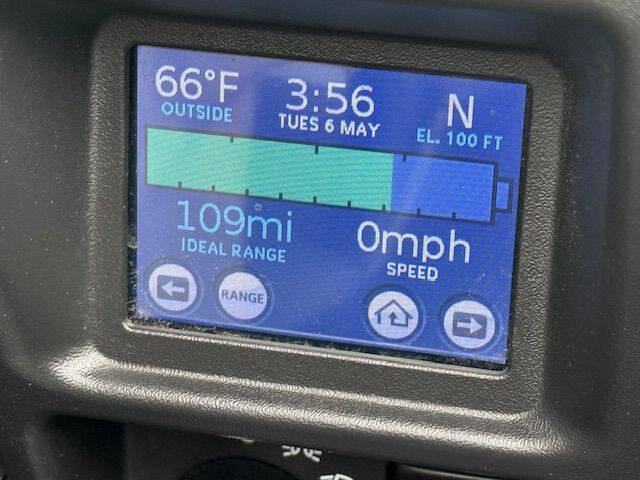 66°F
OUTSIDE
3:56
TUES 6 MAY
N
EL. 100 FT
109mi
IDEAL RANGE
0mph
SPEED
RANGE